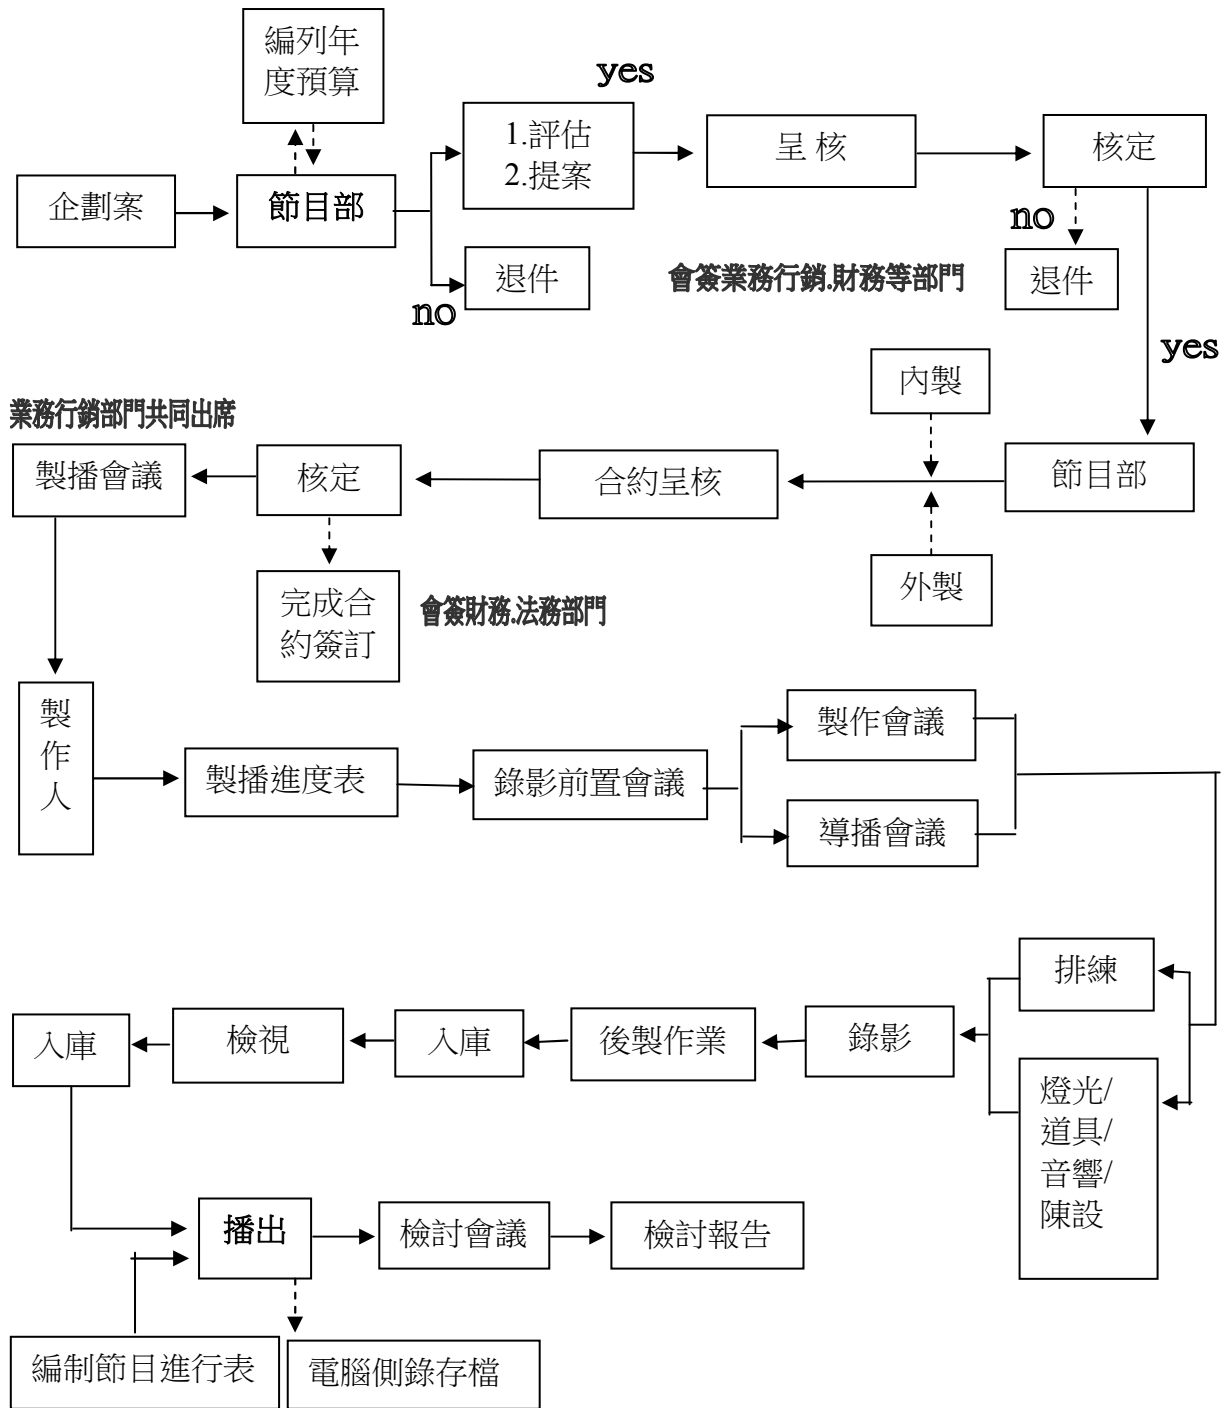 編列年
度預算
yes
1.評估
2.提案
呈 核
核定
企劃案
節目部
no
退件
no
會簽業務行銷.財務等部門
退件
yes
內製
業務行銷部門共同出席
製播會議
核定
合約呈核
節目部
外製
完成合
約簽訂
會簽財務.法務部門
製
作
人
製播進度表
錄影前置會議
製作會議
導播會議
排練
入庫
檢視
入庫
後製作業
錄影
燈光/
道具/
音響/
陳設
播出
檢討會議
檢討報告
編制節目進行表
電腦側錄存檔